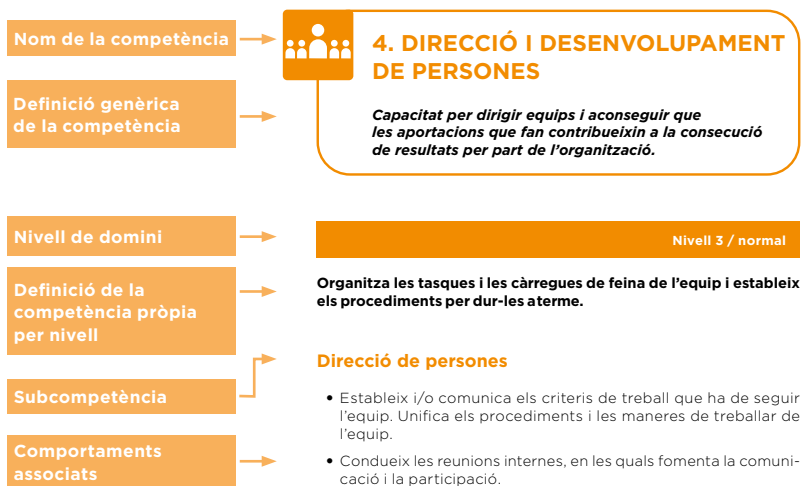 Nom de la competència
4. DIRECCIÓ I DESENVOLUPAMENT
DE PERSONES
Definició genèrica
de la competència
Capacitat per dirigir equips i aconseguir que
les aportacions que fan contribueixin a la consecució
de resultats per part de l'organització.
Nivell de domini
Nivell 3 / normal
Definició de la
competència pròpia
per nivell
Organitza les tasques i les càrregues de feina de l'equip i estableix
els procediments per dur-les aterme.
Subcompetència
Direcció de persones
Comportaments
associats
• Estableix i/o comunica els criteris de treball que ha de seguir
l'equip. Unifica els procediments i les maneres de treballar de
l'equip.
• Condueix les reunions internes, en les quals fomenta la comuni-
cació i la participació.